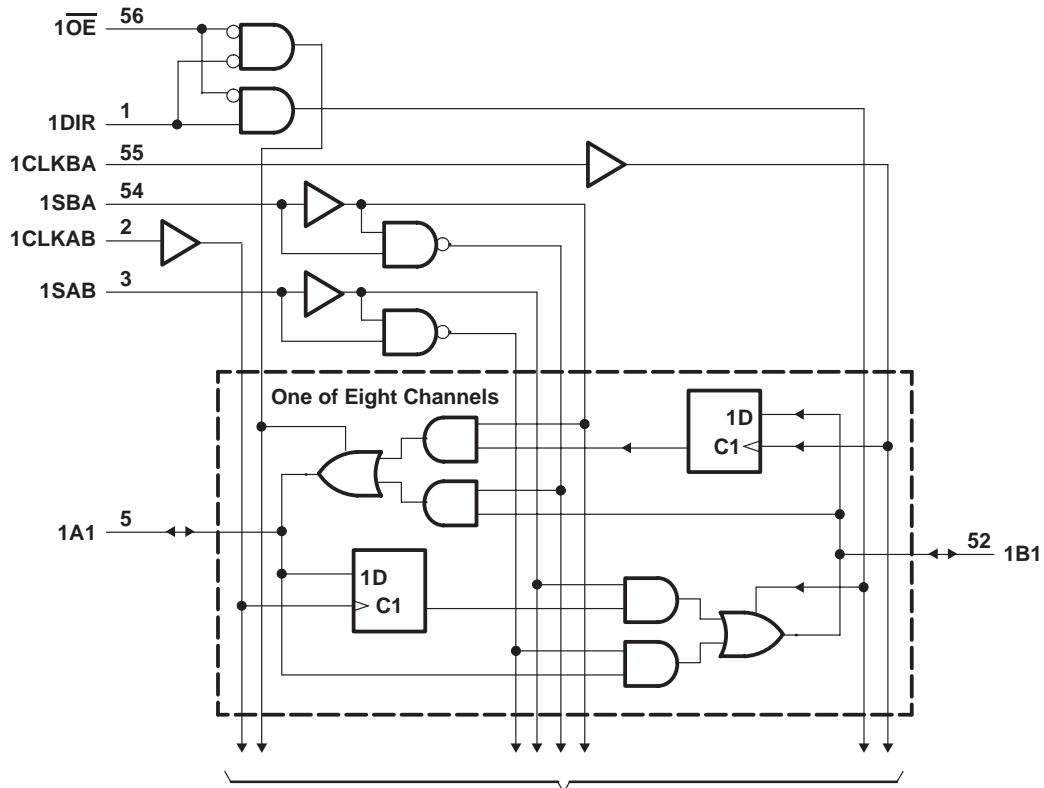 1O̅E̅ 56
1DIR 1
1CLKBA 55
1SBA 54
1CLKAB 2
1SAB 3
One of Eight Channels
1D
C1
1A1 5
1D
C1
52 1B1